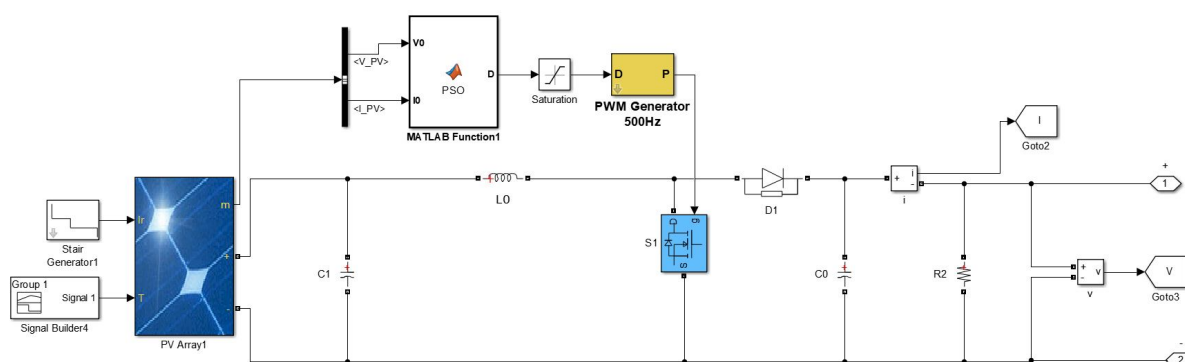 V0
I0
D
PSO
<V_PV>
<I_PV>
MATLAB Function1
Saturation
D
P
PWM Generator
500Hz
I
Goto2
Ir
T
m
+
-
PV Array1
Stair
Generator1
Group 1
Signal 1
Signal Builder4
+
C1
+
L0
D
g
S
S1
D1
+
C0
+
i
-
i
+
R2
+
1
+
-
v
v
V
Goto3
-
2